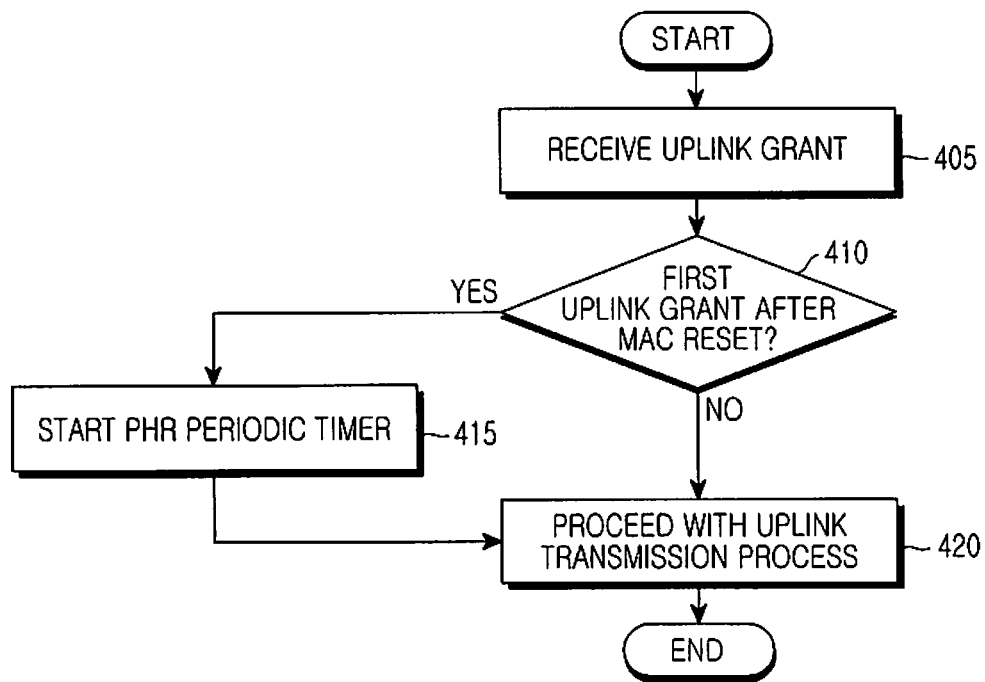 START
RECEIVE UPLINK GRANT
405
410
FIRST
UPLINK GRANT AFTER
MAC RESET?
YES
NO
START PHR PERIODIC TIMER
415
PROCEED WITH UPLINK
TRANSMISSION PROCESS
420
END